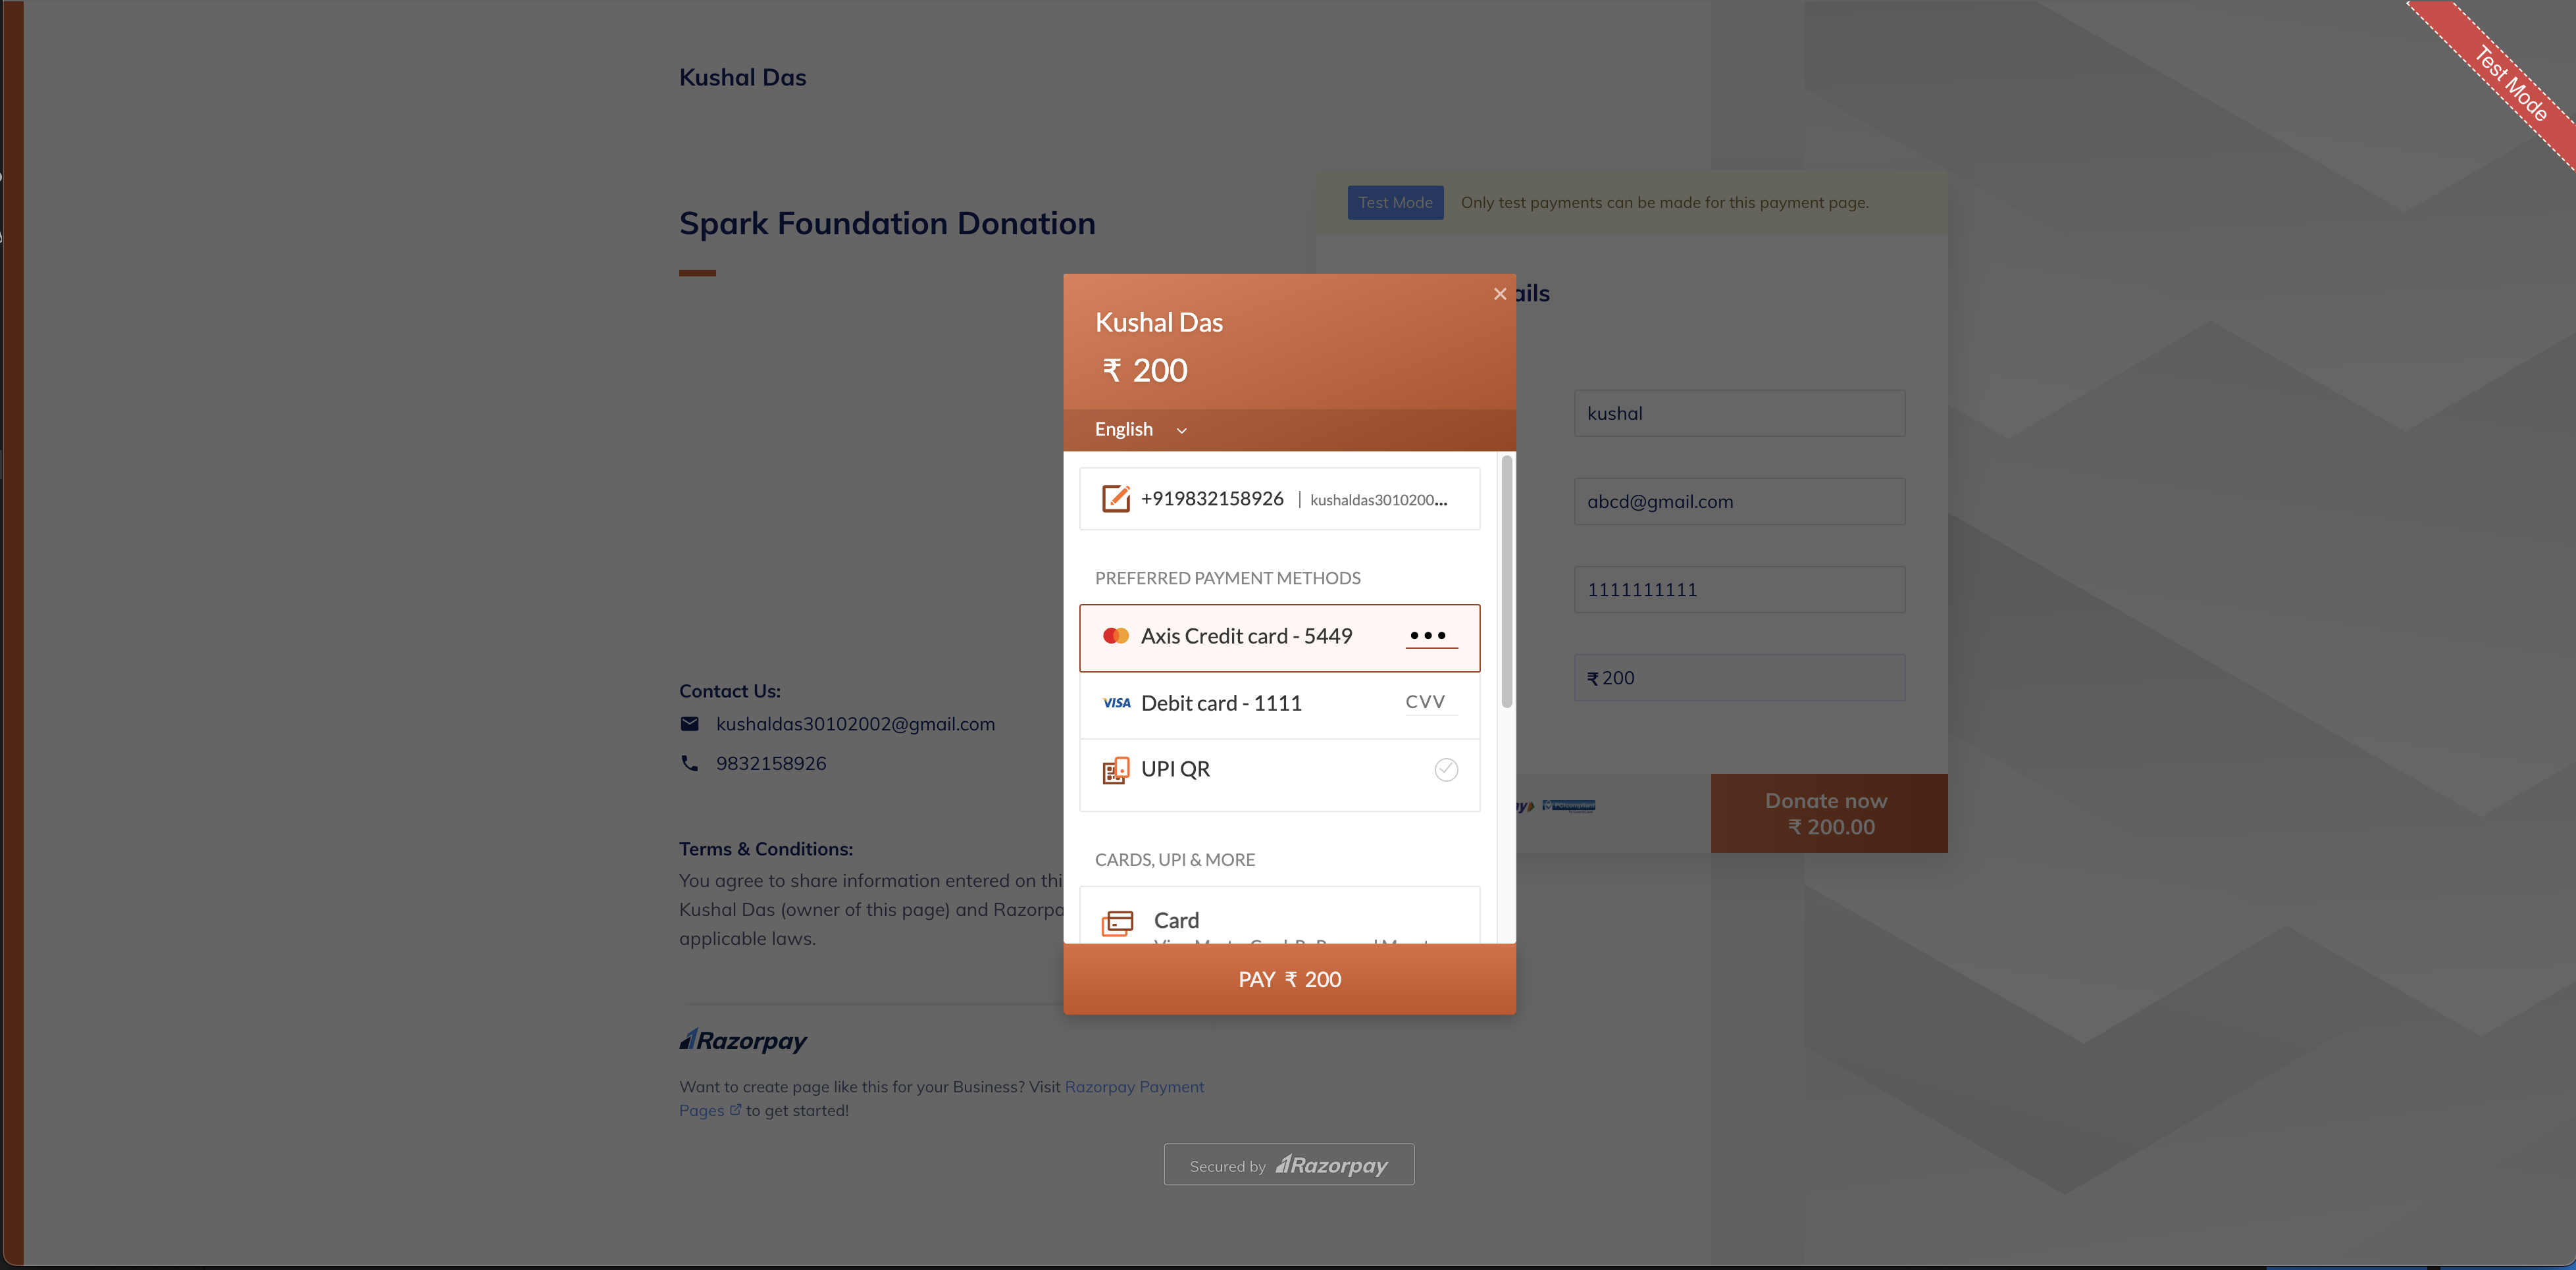 Kushal Das
Test Mode
Spark Foundation Donation
Test Mode Only test payments can be made for this payment page.
ails
kushal
abcd@gmail.com
1111111111
₹ 200
Donate now
₹ 200.00
Kushal Das
₹ 200
English
+919832158926 | kushaldas3010200...
PREFERRED PAYMENT METHODS
Axis Credit card - 5449
VISA Debit card - 1111 CVV
UPI QR
CARDS, UPI & MORE
Card
PAY ₹ 200
Contact Us:
kushaldas30102002@gmail.com
9832158926
Terms & Conditions:
You agree to share information entered on thi
Kushal Das (owner of this page) and Razorpa
applicable laws.
Razorpay
Want to create page like this for your Business? Visit Razorpay Payment
Pages to get started!
Secured by Razorpay